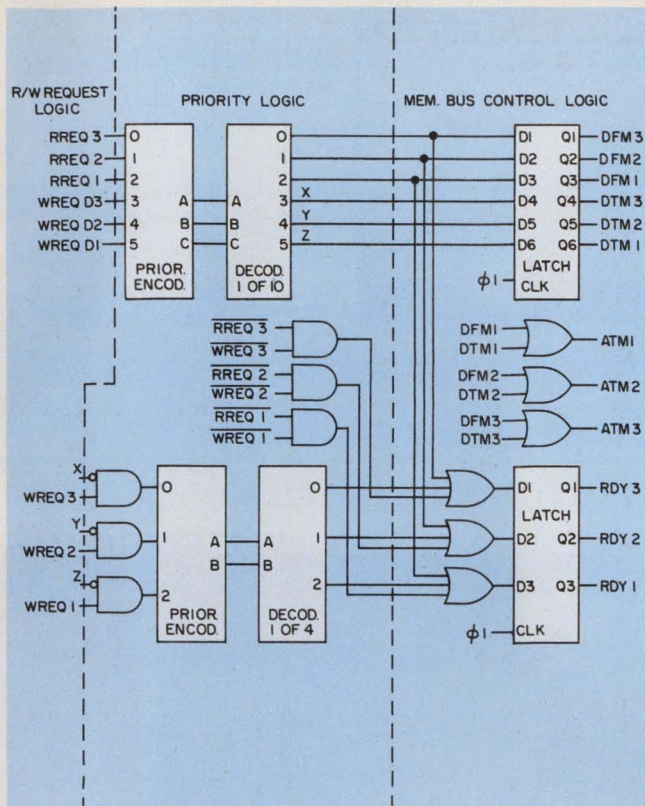 R/W REQUEST LOGIC
PRIORITY LOGIC
MEM. BUS CONTROL LOGIC
RREQ 3
RREQ 2
RREQ 1
WREQ D3
WREQ D2
WREQ D1
0
1
2
3
4
5
A
B
C
PRIOR. ENCOD.
A
B
C
0
1
2
3
4
5
DECOD. 1 OF 10
X
Y
Z
D1
D2
D3
D4
D5
D6
Q1
Q2
Q3
Q4
Q5
Q6
LATCH
CLK
ϕ1
DFM 3
DFM 2
DFM 1
DTM 3
DTM 2
DTM 1
RREQ 3
WREQ 3
RREQ 2
WREQ 2
RREQ 1
WREQ 1
DFM1
DTM1
ATM1
DFM2
DTM2
ATM2
DFM3
DTM3
ATM3
X
WREQ 3
Y
WREQ 2
Z
WREQ 1
0
1
2
A
B
PRIOR. ENCOD.
A
B
0
1
2
DECOD. 1 OF 4
D1
D2
D3
Q1
Q2
Q3
LATCH
CLK
ϕ1
RDY 3
RDY 2
RDY 1